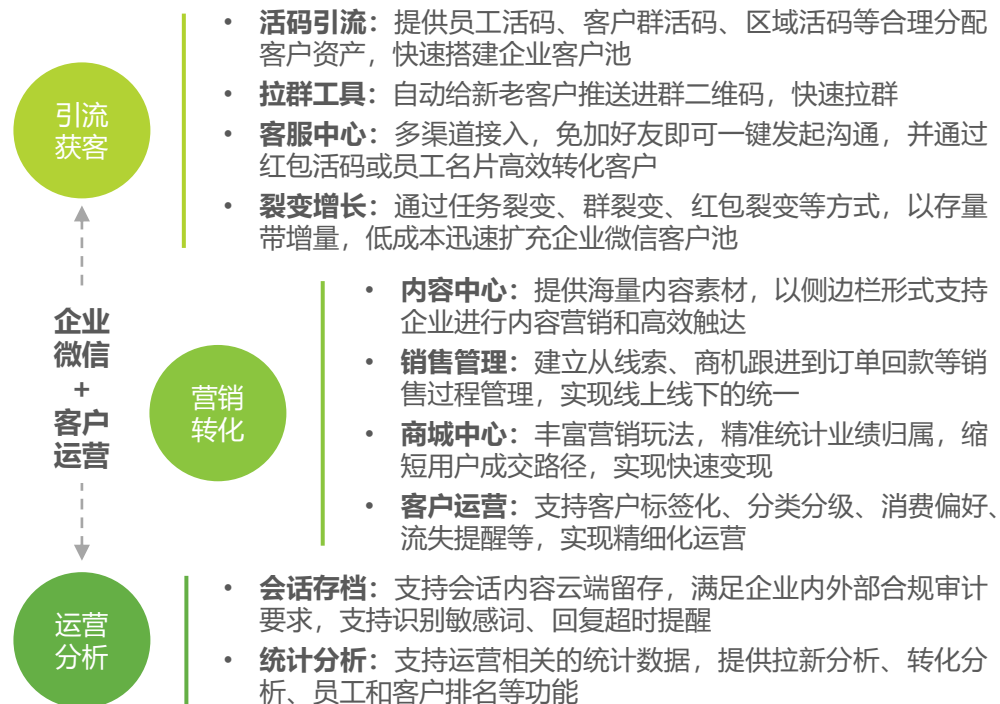 引流
获客
• 活码引流：提供员工活码、客户群活码、区域活码等合理分配
客户资产，快速搭建企业客户池
• 拉群工具：自动给新老客户推送进群二维码，快速拉群
• 客服中心：多渠道接入，免加好友即可一键发起沟通，并通过
红包活码或员工名片高效转化客户
• 裂变增长：通过任务裂变、群裂变、红包裂变等方式，以存量
带增量，低成本迅速扩充企业微信客户池
企业
微信
+
客户
运营
营销
转化
• 内容中心：提供海量内容素材，以侧边栏形式支持
企业进行内容营销和高效触达
• 销售管理：建立从线索、商机跟进到订单回款等销
售过程管理，实现线上线下的统一
• 商城中心：丰富营销玩法，精准统计业绩归属，缩
短用户成交路径，实现快速变现
• 客户运营：支持客户标签化、分类分级、消费偏好、
流失提醒等，实现精细化运营
运营
分析
• 会话存档：支持会话内容云端留存，满足企业内外部合规审计
要求，支持识别敏感词、回复超时提醒
• 统计分析：支持运营相关的统计数据，提供拉新分析、转化分
析、员工和客户排名等功能